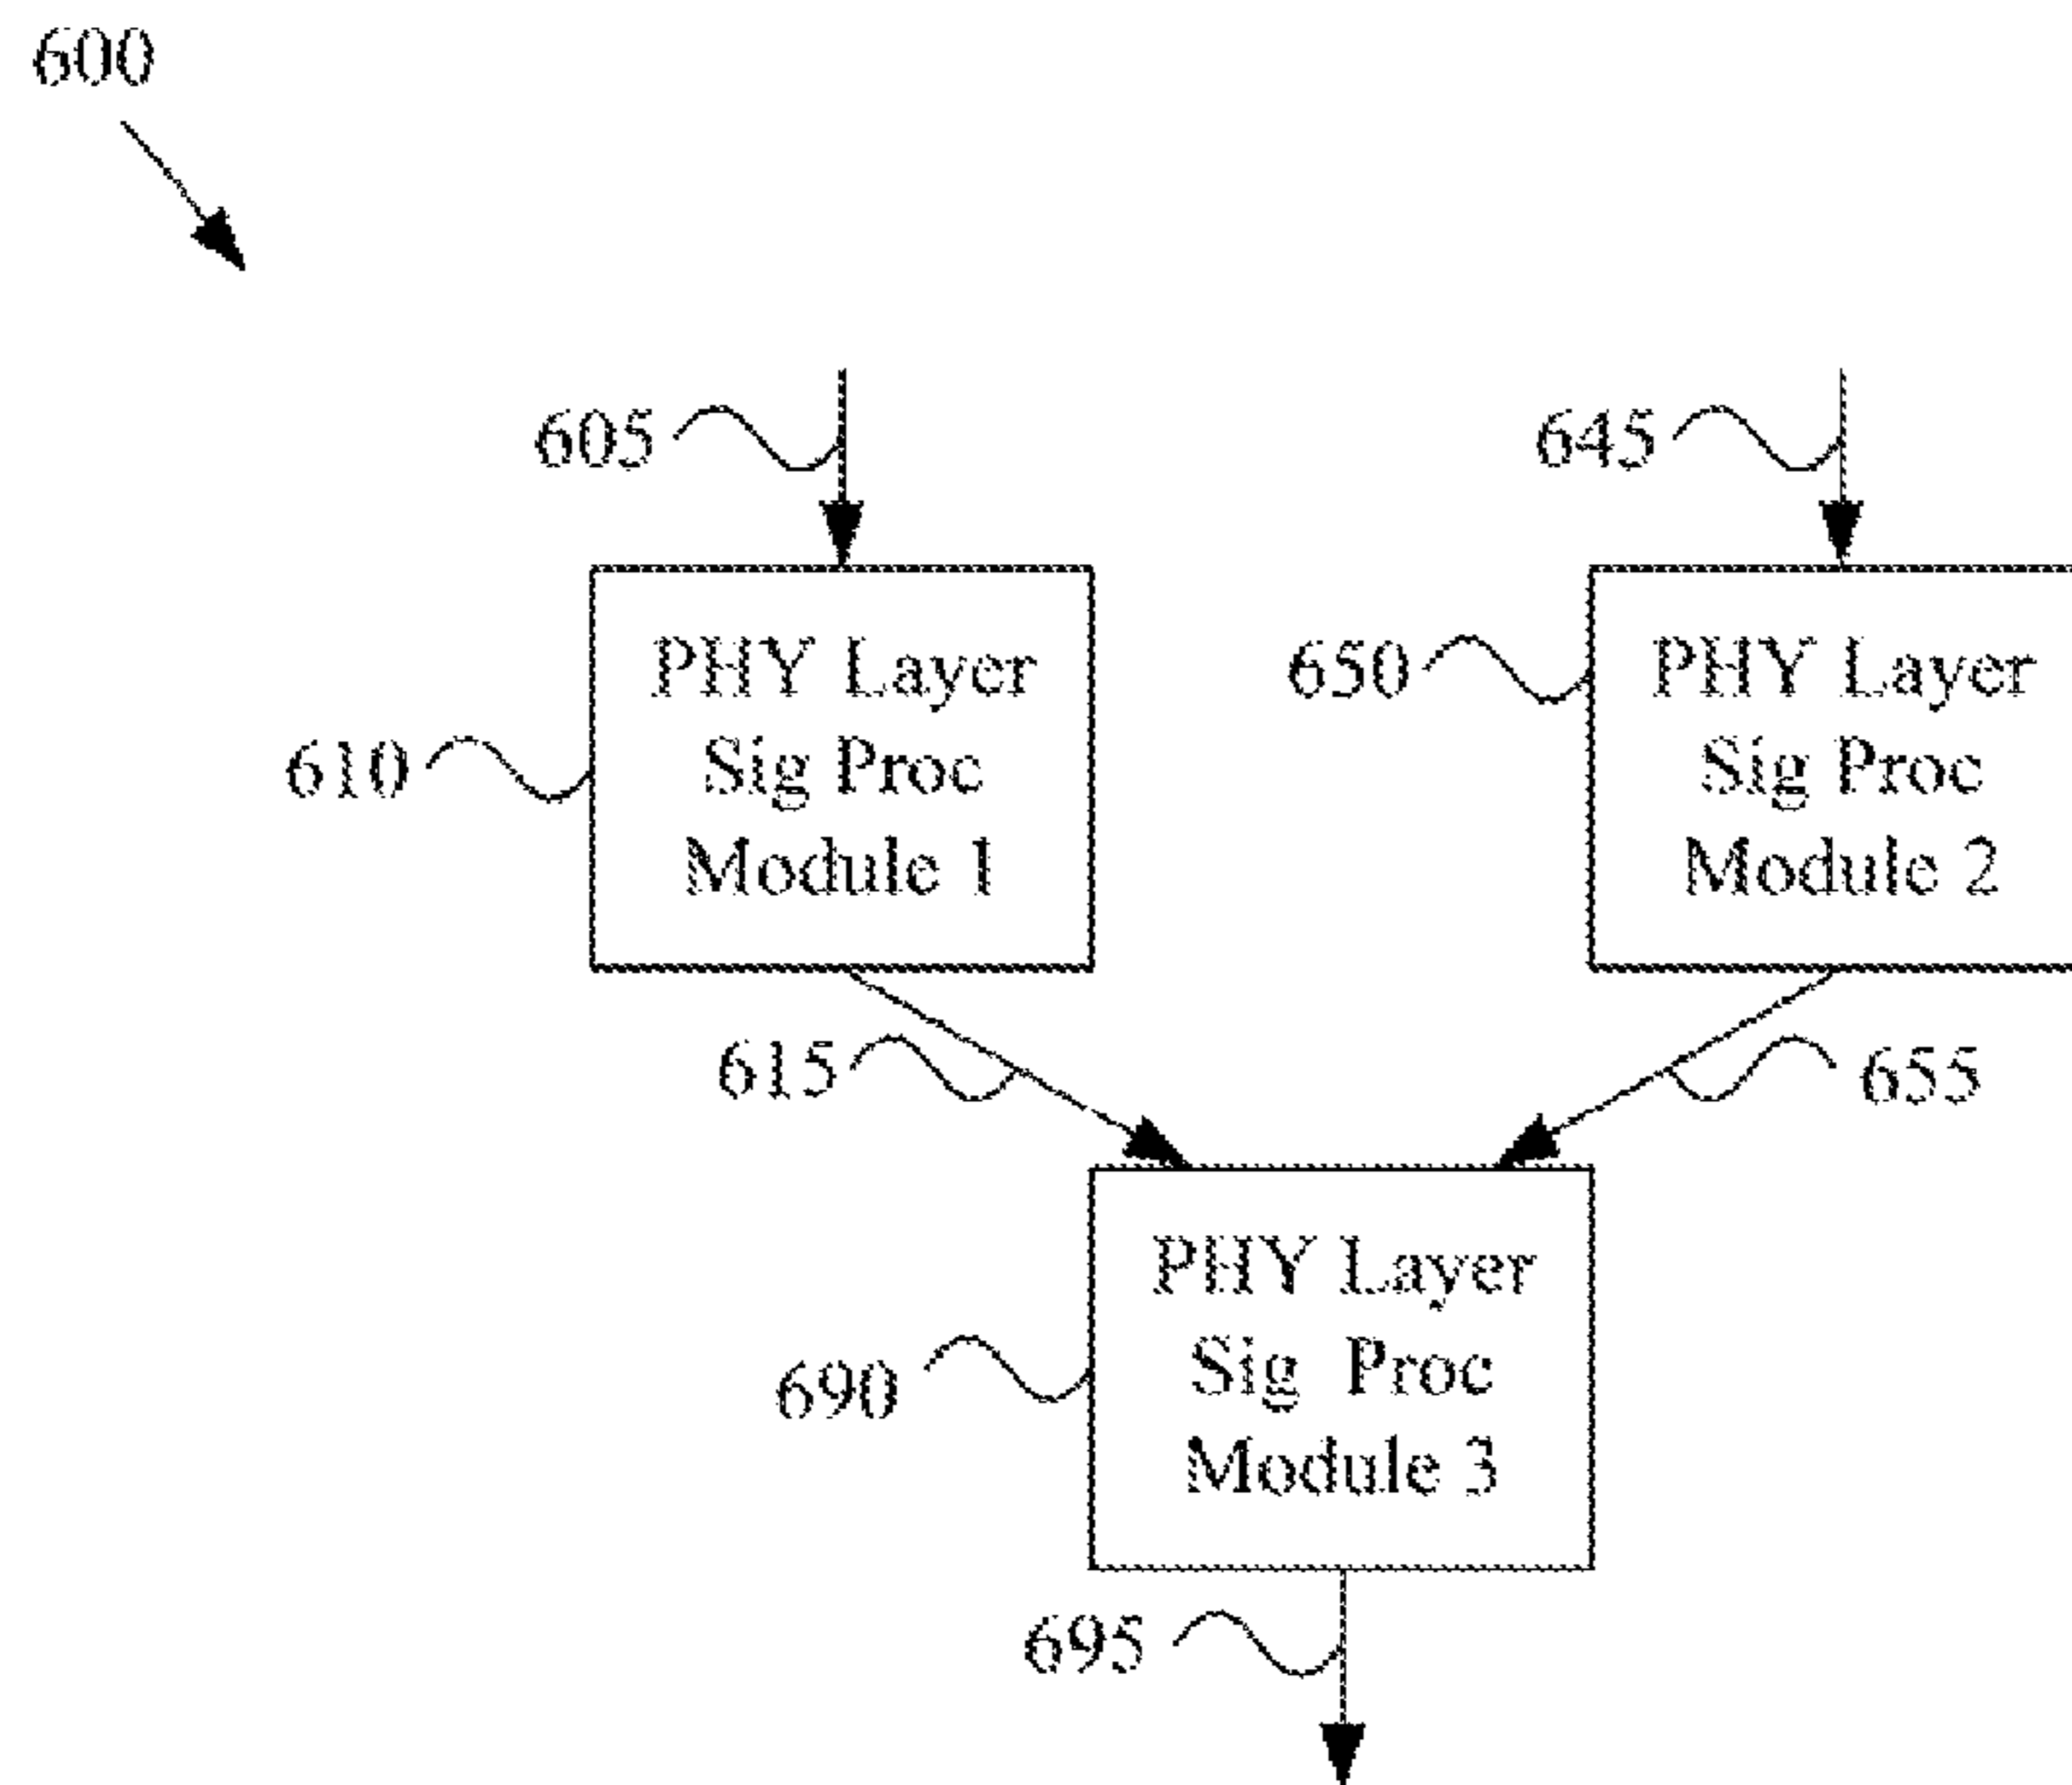 600
605
645
PHY Layer
Sig Proc
Module 1
610
PHY Layer
Sig Proc
Module 2
650
615
655
PHY Layer
Sig Proc
Module 3
690
695